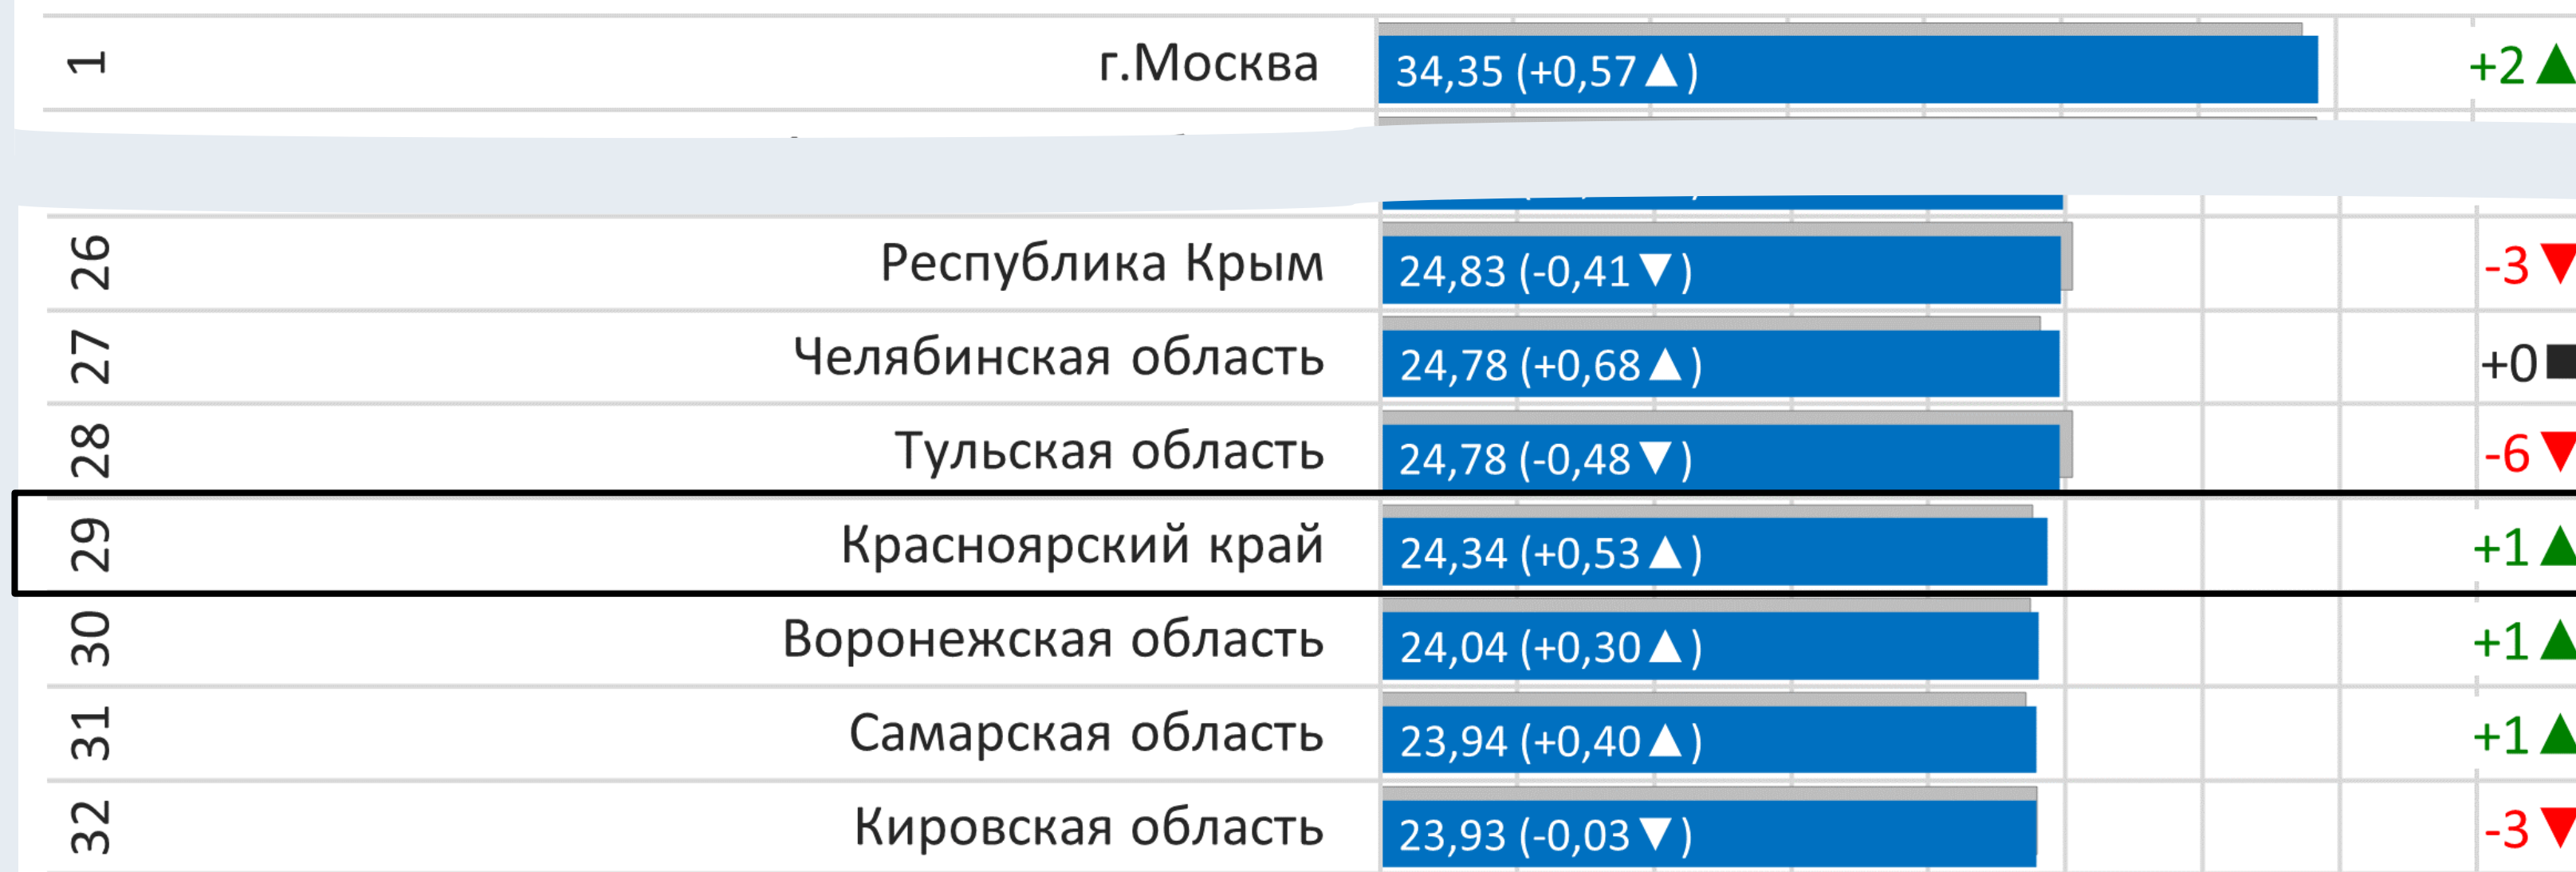 1 г.Москва 34,35 (+0,57▲) +2▲
26 Республика Крым 24,83 (-0,41▼) -3▼
27 Челябинская область 24,78 (+0,68▲) +0■
28 Тульская область 24,78 (-0,48▼) -6▼
29 Красноярский край 24,34 (+0,53▲) +1▲
30 Воронежская область 24,04 (+0,30▲) +1▲
31 Самарская область 23,94 (+0,40▲) +1▲
32 Кировская область 23,93 (-0,03▼) -3▼